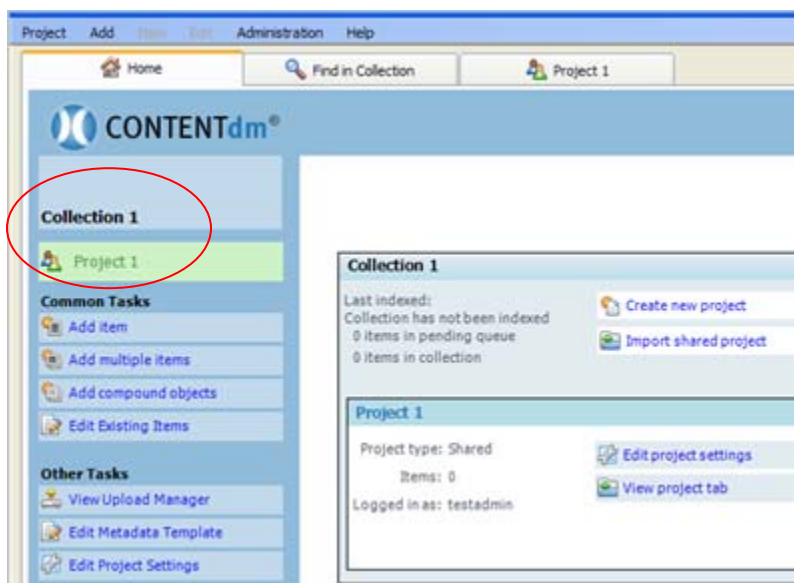 Project Add Item Edit Administration Help
Home Find in Collection Project 1
CONTENTdm®
Collection 1
Project 1
Common Tasks
Add item
Add multiple items
Add compound objects
Edit Existing Items
Other Tasks
View Upload Manager
Edit Metadata Template
Edit Project Settings
Collection 1
Last indexed:
Collection has not been indexed
0 items in pending queue
0 items in collection
Create new project
Import shared project
Project 1
Project type: Shared
Items: 0
Logged in as: testadmin
Edit project settings
View project tab